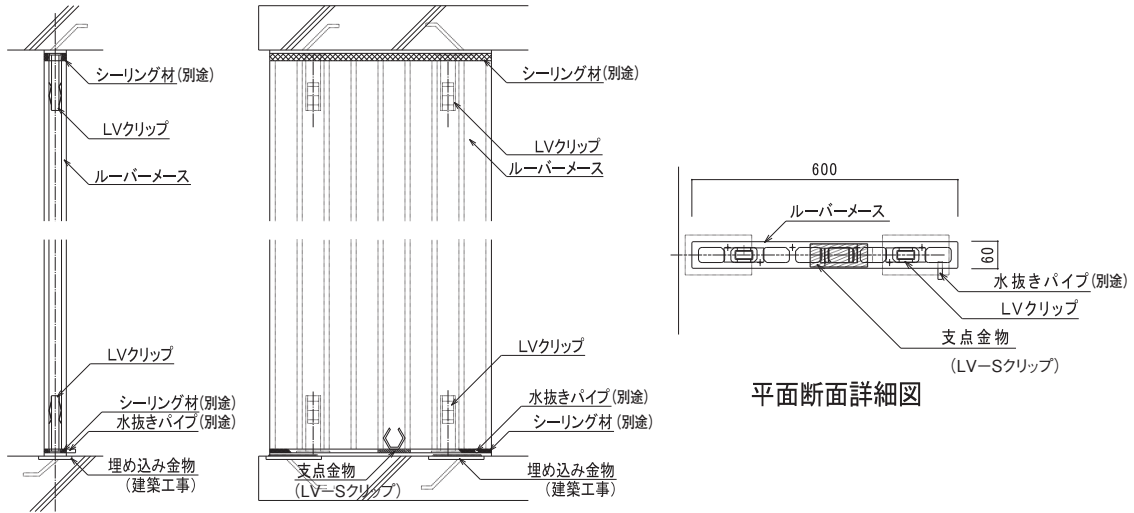 シーリング材(別途)
LVクリップ
ルーバーメース
LVクリップ
シーリング材(別途)
水抜きパイプ(別途)
埋め込み金物
(建築工事)
シーリング材(別途)
LVクリップ
ルーバーメース
LVクリップ
水抜きパイプ(別途)
シーリング材(別途)
支点金物
(LV−Sクリップ)
埋め込み金物
(建築工事)
600
ルーバーメース
60
水抜きパイプ(別途)
LVクリップ
支点金物
(LV−Sクリップ)
平面断面詳細図